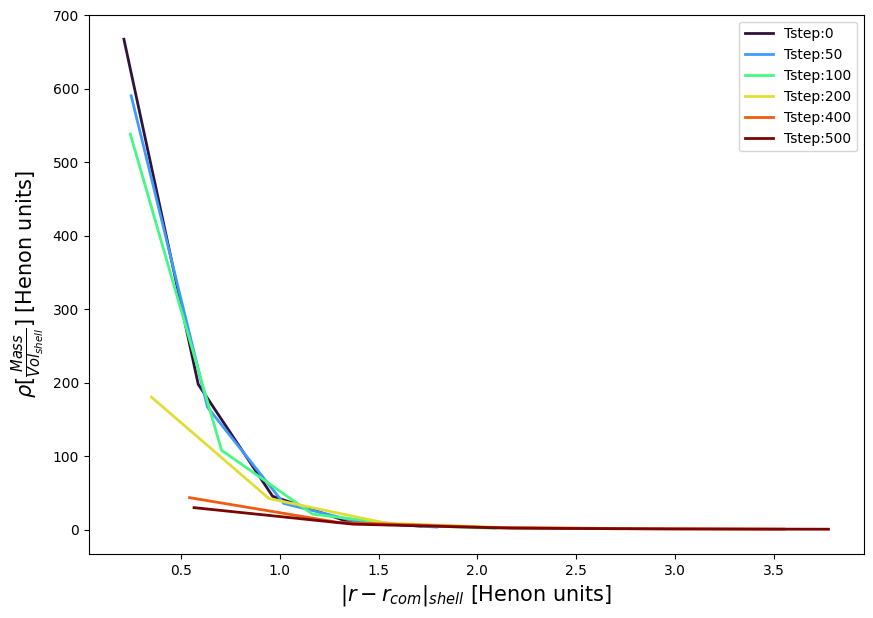 700
600
500
400
300
200
100
0
ρ[Mass/Vol_shell] [Henon units]
Tstep:0
Tstep:50
Tstep:100
Tstep:200
Tstep:400
Tstep:500
0.5 1.0 1.5 2.0 2.5 3.0 3.5
|r − r_com|_shell [Henon units]